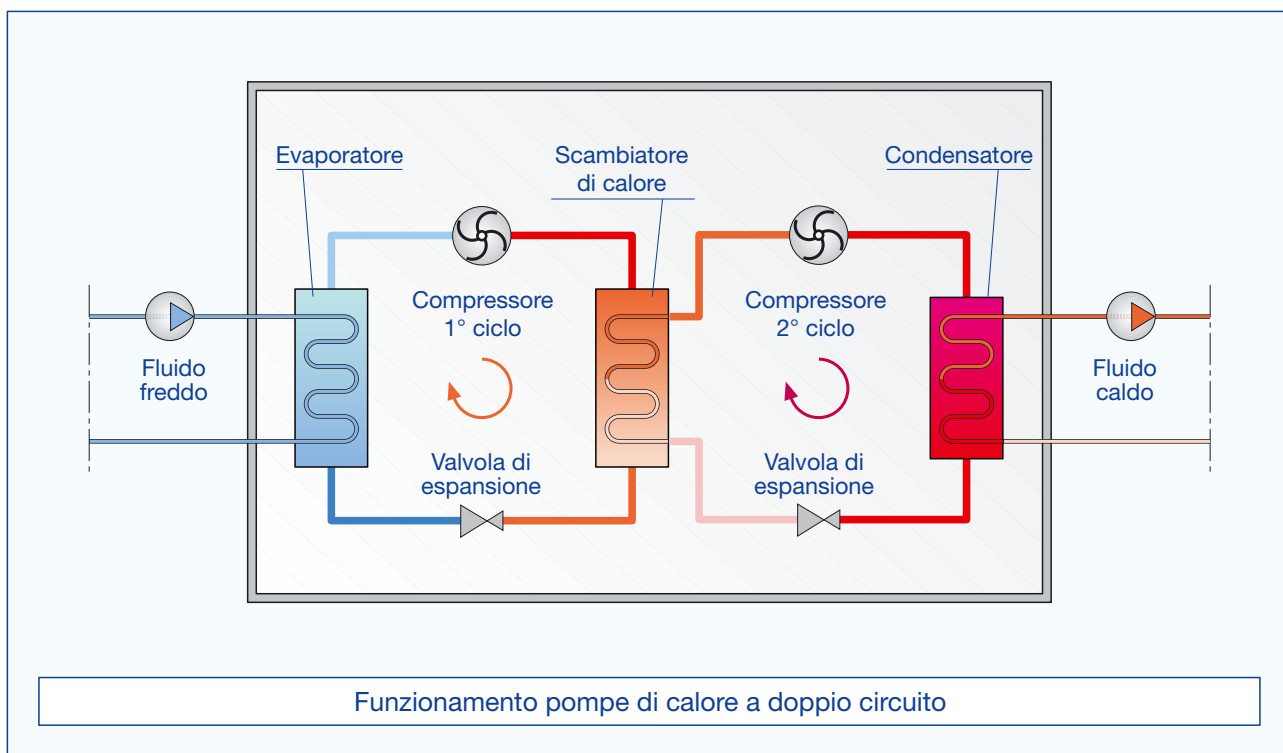 Evaporatore
Scambiatore
di calore
Condensatore
Compressore
1° ciclo
Compressore
2° ciclo
Fluido
freddo
Fluido
caldo
Valvola di
espansione
Valvola di
espansione
Funzionamento pompe di calore a doppio circuito